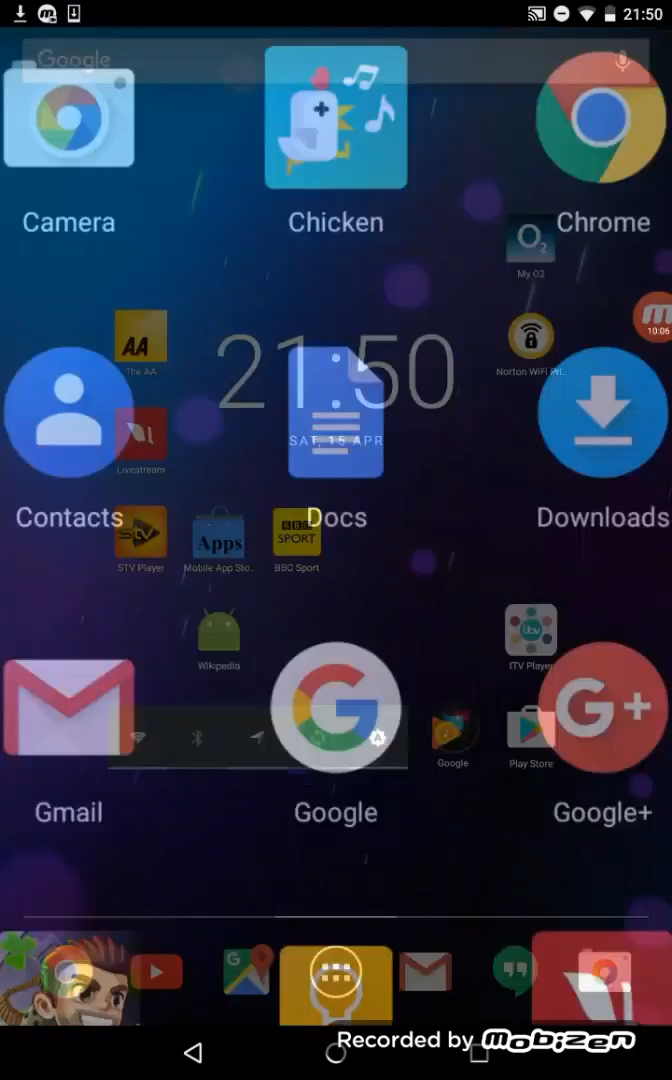 21:50
Google
Camera
Chicken
Chrome
O2
My O2
10:06
AA
The AA
21:50
Norton WiFi Pri..
SAT, 15 APR
Livestream
Contacts
Docs
Downloads
stv
Apps
BBC
SPORT
STV Player
Mobile App Sto..
BBC Sport
itv
Wikipedia
ITV Player
G+
A
Google
Play Store
Gmail
Google
Google+
Recorded by Mobizen